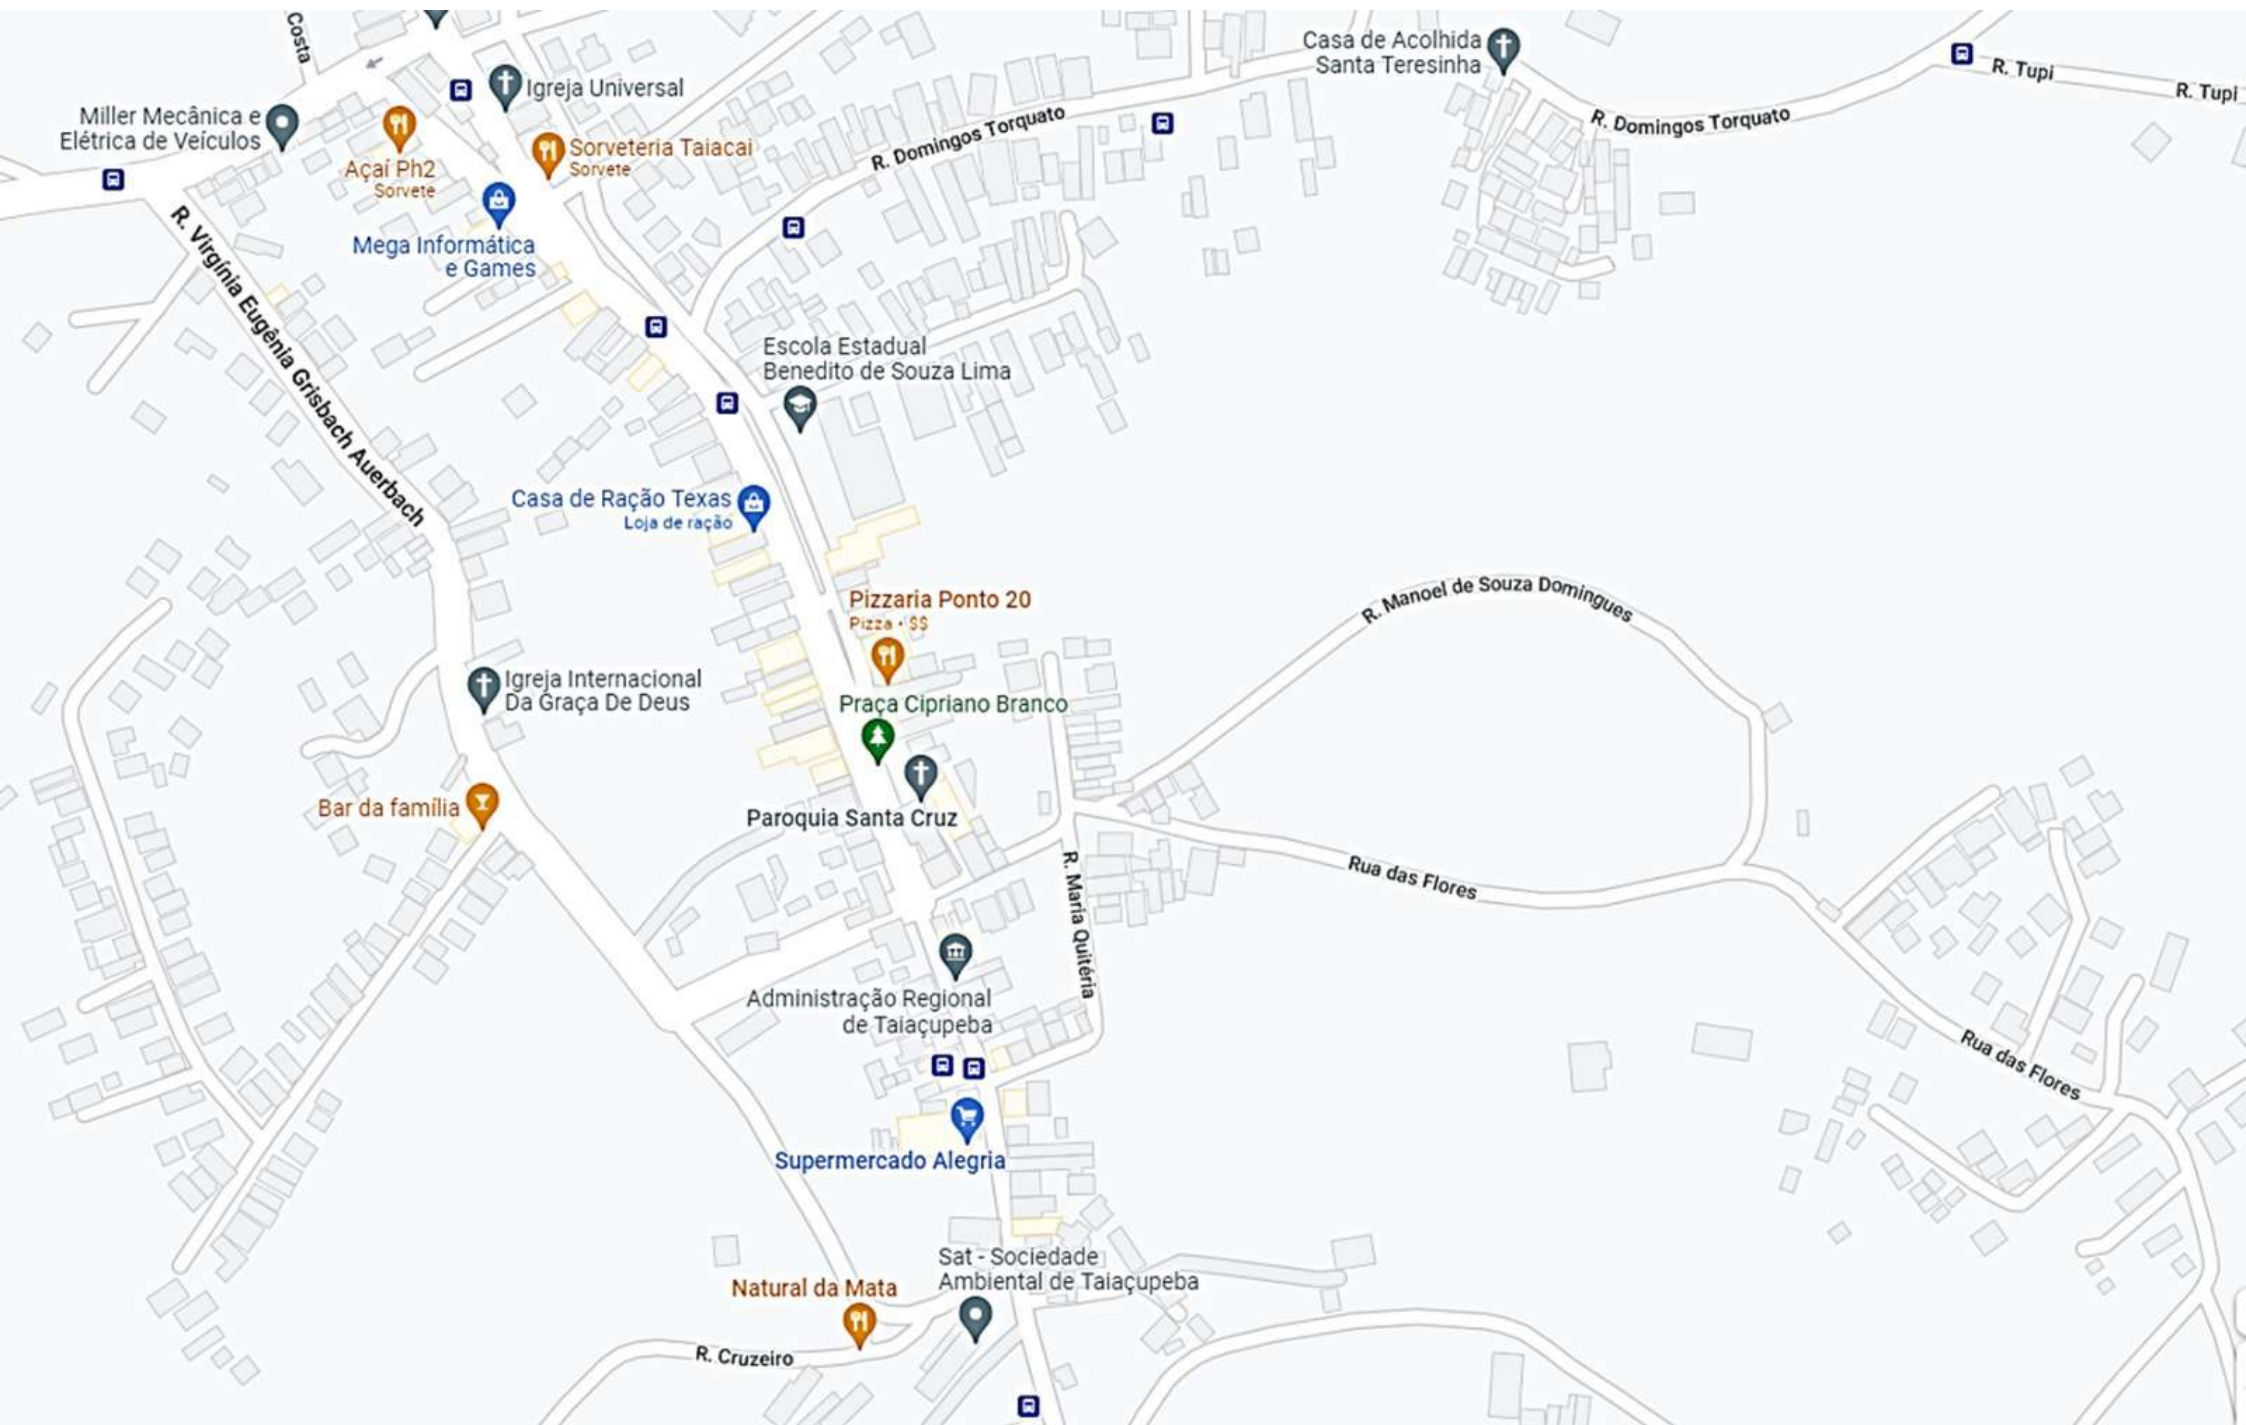 Costa
Casa de Acolhida
Santa Teresinha
R. Tupi
R. Tupi
Igreja Universal
Miller Mecânica e
Elétrica de Veículos
R. Domingos Torquato
R. Domingos Torquato
Sorveteria Taiacai
Sorvete
Açaí Ph2
Sorvete
Mega Informática
e Games
R. Virgínia Eugênia Grisbach Auerbach
Escola Estadual
Benedito de Souza Lima
Casa de Ração Texas
Loja de ração
Pizzaria Ponto 20
Pizza • $$
R. Manoel de Souza Domingues
Igreja Internacional
Da Graça De Deus
Praça Cipriano Branco
Bar da família
Paroquia Santa Cruz
Rua das Flores
R. Maria Quitéria
Administração Regional
de Taiaçupeba
Rua das Flores
Supermercado Alegria
Sat - Sociedade
Ambiental de Taiaçupeba
Natural da Mata
R. Cruzeiro